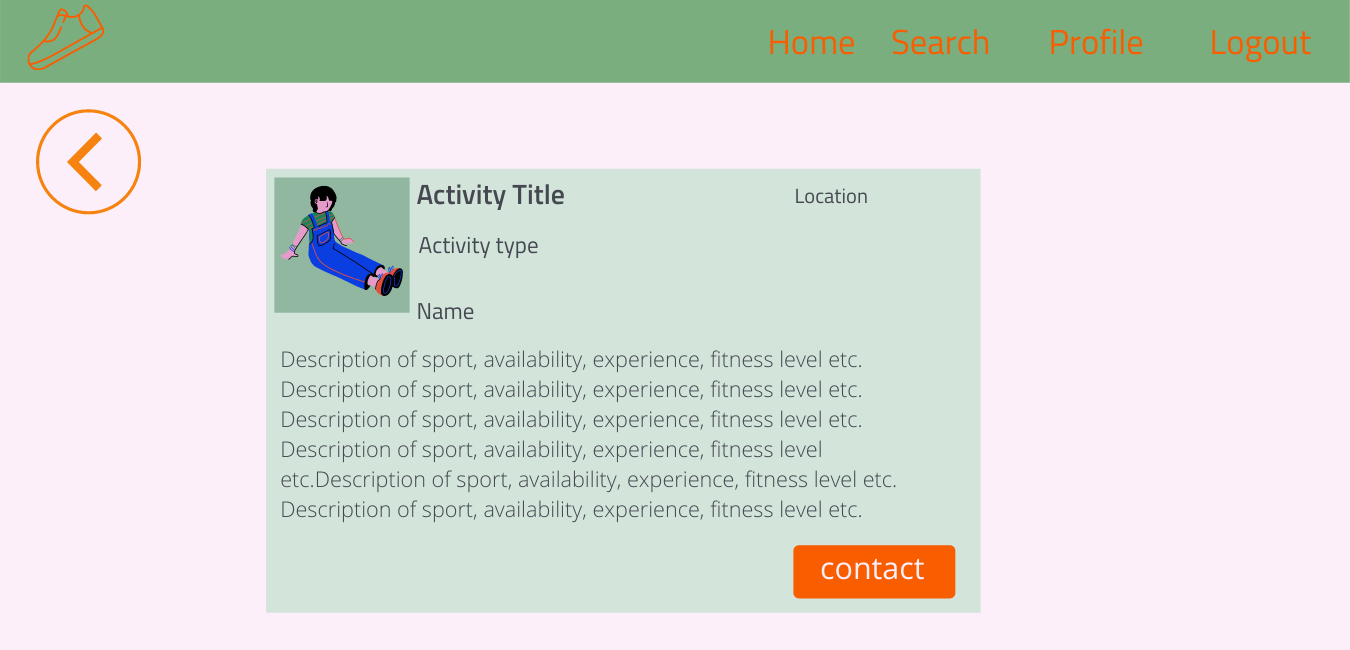 Home Search Profile Logout
Activity Title Location
Activity type
Name
Description of sport, availability, experience, fitness level etc.
Description of sport, availability, experience, fitness level etc.
Description of sport, availability, experience, fitness level etc.
Description of sport, availability, experience, fitness level
etc.Description of sport, availability, experience, fitness level etc.
Description of sport, availability, experience, fitness level etc.
contact